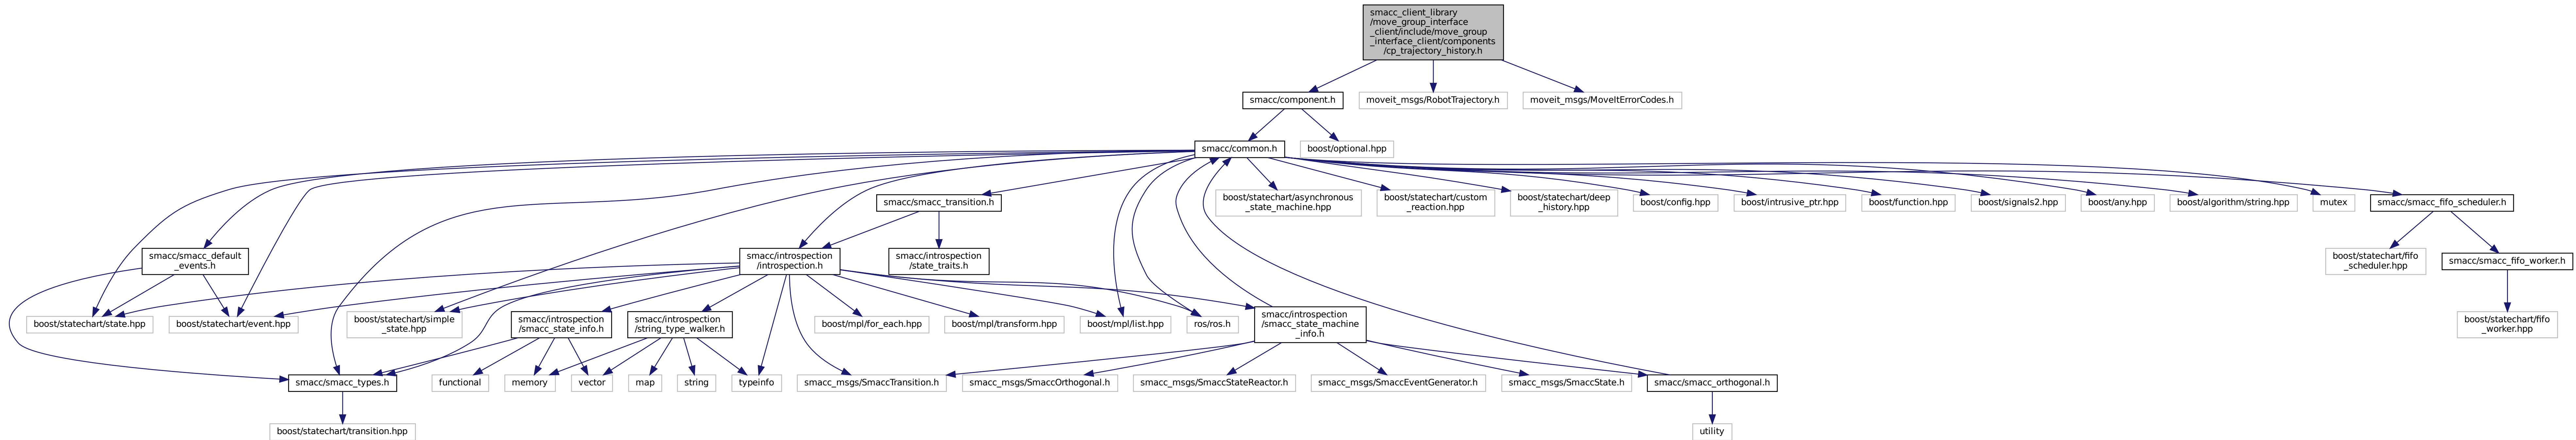 smacc_client_library
/move_group_interface
_client/include/move_group
_interface_client/components
/cp_trajectory_history.h
smacc/component.h
moveit_msgs/RobotTrajectory.h
moveit_msgs/MoveItErrorCodes.h
smacc/common.h
boost/optional.hpp
smacc/smacc_transition.h
boost/statechart/asynchronous
_state_machine.hpp
boost/statechart/custom
_reaction.hpp
boost/statechart/deep
_history.hpp
boost/config.hpp
boost/intrusive_ptr.hpp
boost/function.hpp
boost/signals2.hpp
boost/any.hpp
boost/algorithm/string.hpp
mutex
smacc/smacc_fifo_scheduler.h
smacc/smacc_default
_events.h
smacc/introspection
/introspection.h
smacc/introspection
/state_traits.h
boost/statechart/fifo
_scheduler.hpp
smacc/smacc_fifo_worker.h
boost/statechart/state.hpp
boost/statechart/event.hpp
boost/statechart/simple
_state.hpp
smacc/introspection
/smacc_state_info.h
smacc/introspection
/string_type_walker.h
boost/mpl/for_each.hpp
boost/mpl/transform.hpp
boost/mpl/list.hpp
ros/ros.h
smacc/introspection
/smacc_state_machine
_info.h
boost/statechart/fifo
_worker.hpp
smacc/smacc_types.h
functional
memory
vector
map
string
typeinfo
smacc_msgs/SmaccTransition.h
smacc_msgs/SmaccOrthogonal.h
smacc_msgs/SmaccStateReactor.h
smacc_msgs/SmaccEventGenerator.h
smacc_msgs/SmaccState.h
smacc/smacc_orthogonal.h
boost/statechart/transition.hpp
utility